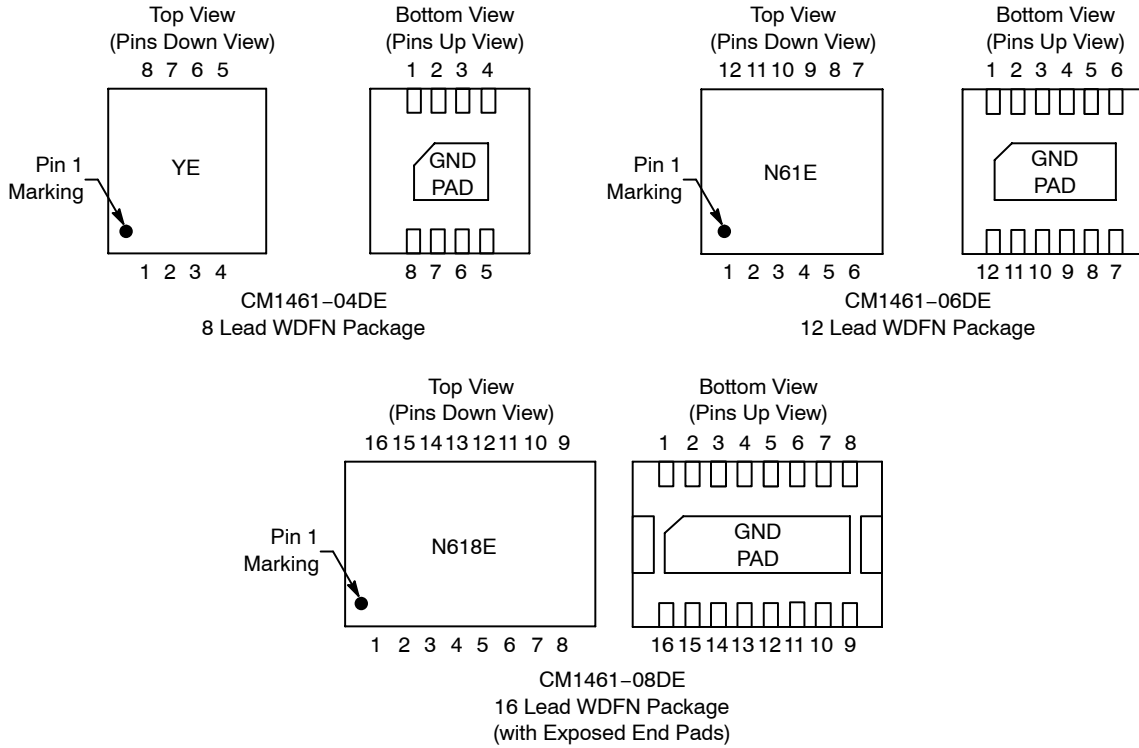 Top View
(Pins Down View)
8 7 6 5
Pin 1
Marking
YE
1 2 3 4
Bottom View
(Pins Up View)
1 2 3 4
GND
PAD
8 7 6 5
CM1461–04DE
8 Lead WDFN Package
Top View
(Pins Down View)
12 11 10 9 8 7
Pin 1
Marking
N61E
1 2 3 4 5 6
Bottom View
(Pins Up View)
1 2 3 4 5 6
GND
PAD
12 11 10 9 8 7
CM1461–06DE
12 Lead WDFN Package
Top View
(Pins Down View)
16 15 14 13 12 11 10 9
Pin 1
Marking
N618E
1 2 3 4 5 6 7 8
Bottom View
(Pins Up View)
1 2 3 4 5 6 7 8
GND
PAD
16 15 14 13 12 11 10 9
CM1461–08DE
16 Lead WDFN Package
(with Exposed End Pads)